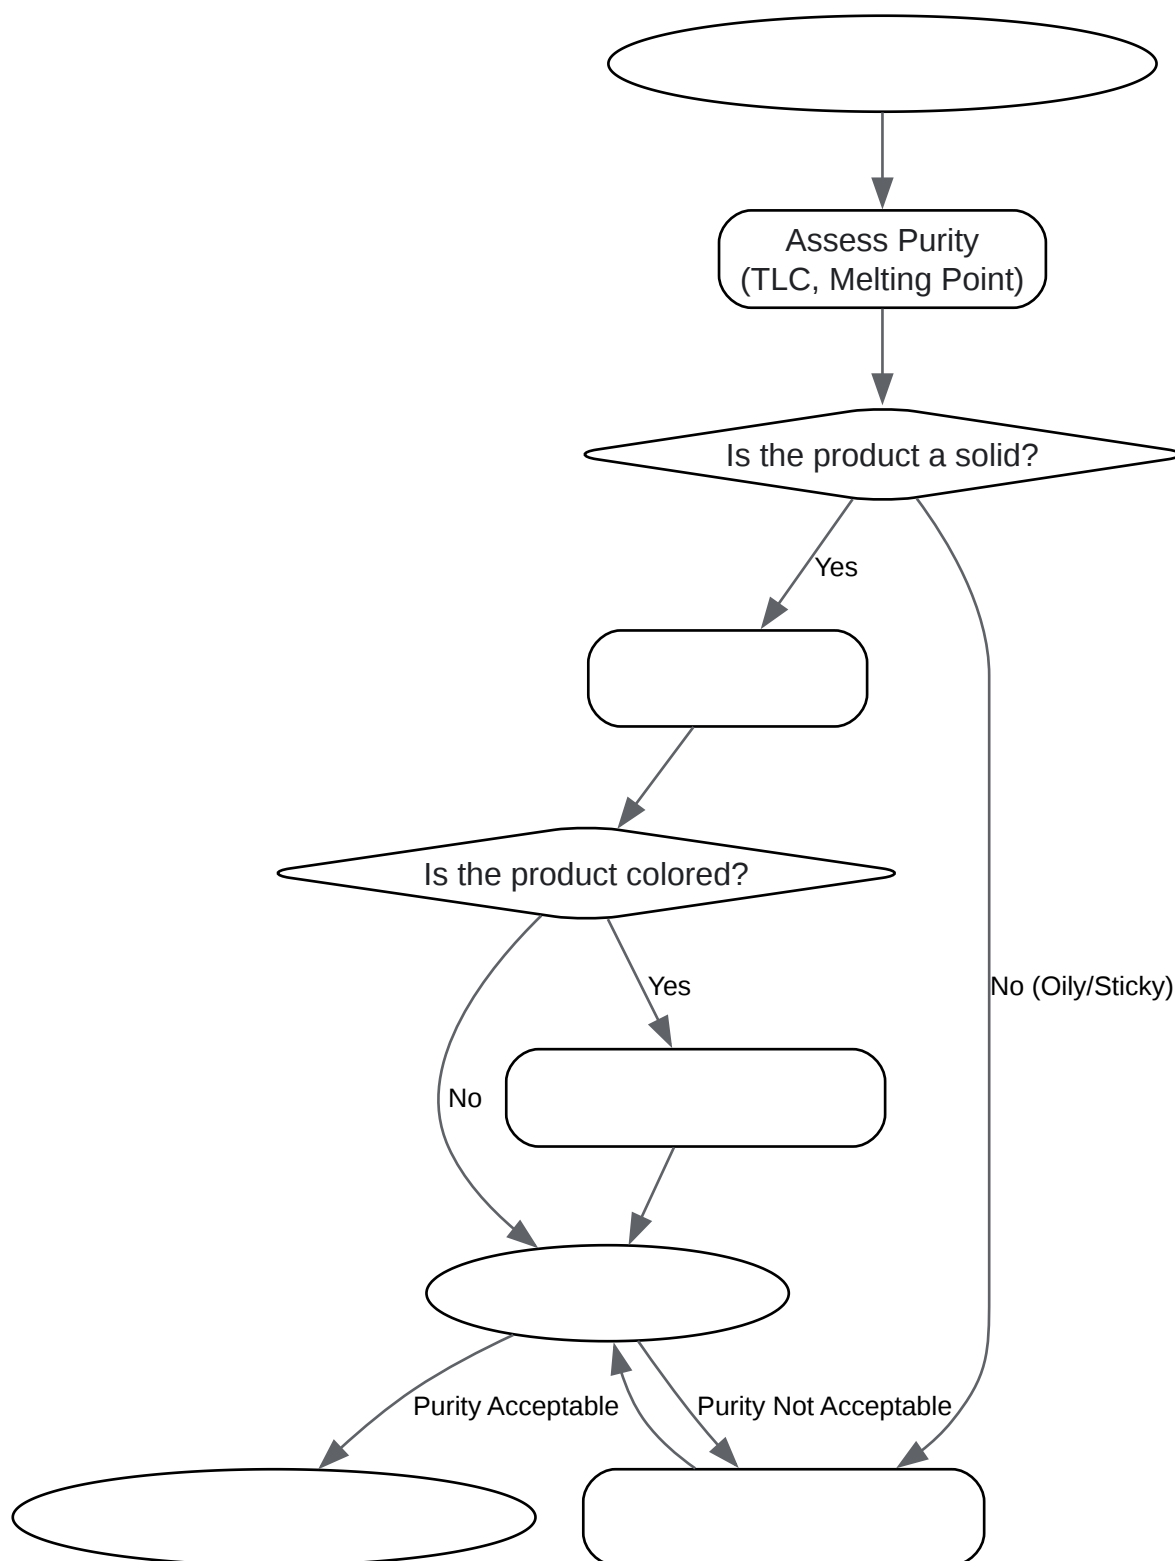 Assess Purity
(TLC, Melting Point)
Is the product a solid?
Yes
Is the product colored?
Yes
No (Oily/Sticky)
No
Purity Acceptable
Purity Not Acceptable